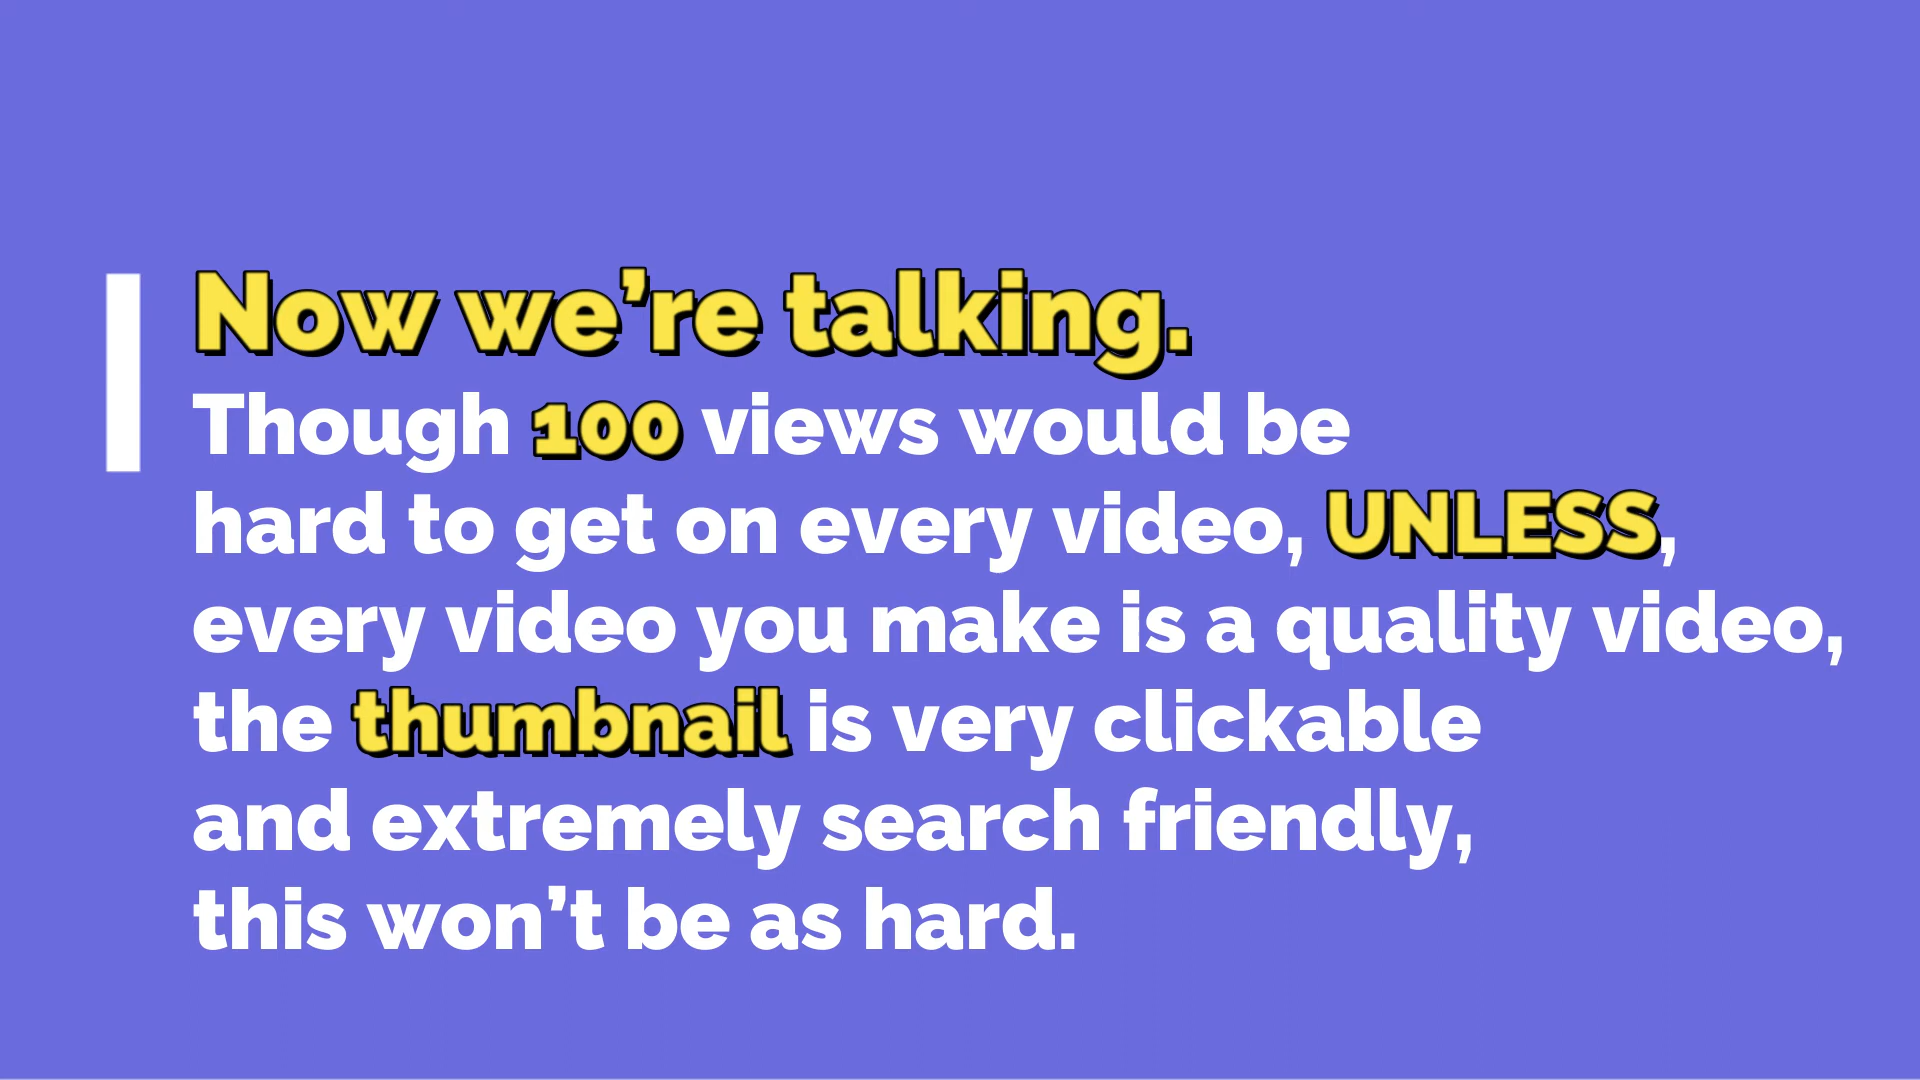 Now we’re talking.
Though 100 views would be
hard to get on every video, UNLESS,
every video you make is a quality video,
the thumbnail is very clickable
and extremely search friendly,
this won’t be as hard.